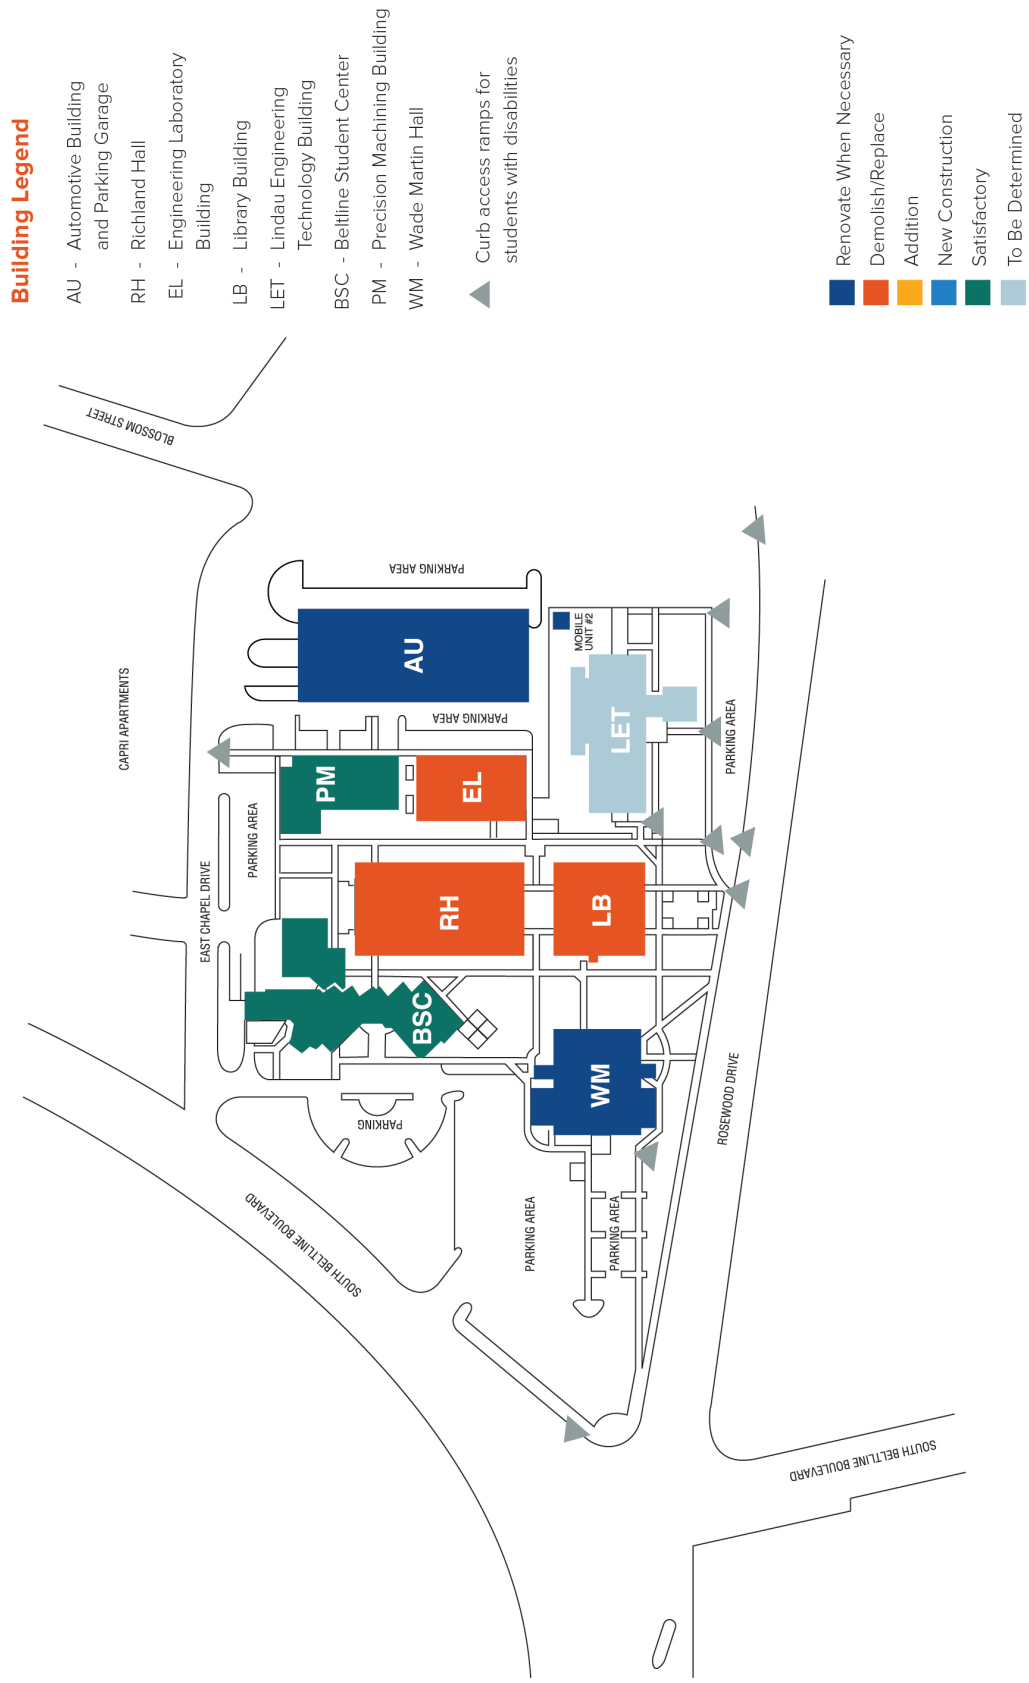 Building Legend
AU - Automotive Building
and Parking Garage
RH - Richland Hall
EL - Engineering Laboratory
Building
LB - Library Building
LET - Lindau Engineering
Technology Building
BSC - Beltline Student Center
PM - Precision Machining Building
WM - Wade Martin Hall
Curb access ramps for
students with disabilities
Renovate When Necessary
Demolish/Replace
Addition
New Construction
Satisfactory
To Be Determined
BLOSSOM STREET
CAPRI APARTMENTS
EAST CHAPEL DRIVE
PARKING AREA
PARKING AREA
PARKING AREA
AU
MOBILE
UNIT #2
PM
EL
LET
PARKING AREA
RH
LB
BSC
WM
PARKING
ROSEWOOD DRIVE
SOUTH BELTLINE BOULEVARD
PARKING AREA
PARKING AREA
SOUTH BELTLINE BOULEVARD